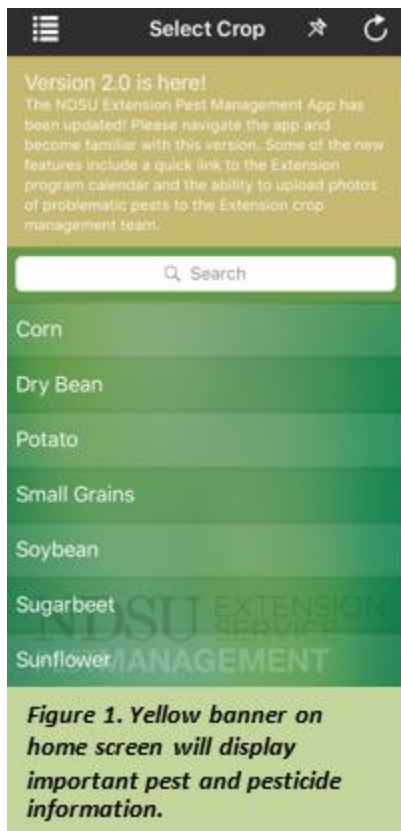 Select Crop
Version 2.0 is here!
The NDSU Extension Pest Management App has
been updated! Please navigate the app and
become familiar with this version. Some of the new
features include a quick link to the Extension
program calendar and the ability to upload photos
of problematic pests to the Extension crop
management team.
Search
Corn
Dry Bean
Potato
Small Grains
Soybean
Sugarbeet
NDSU EXTENSION
SERVICE
Sunflower
MANAGEMENT
Figure 1. Yellow banner on
home screen will display
important pest and pesticide
information.